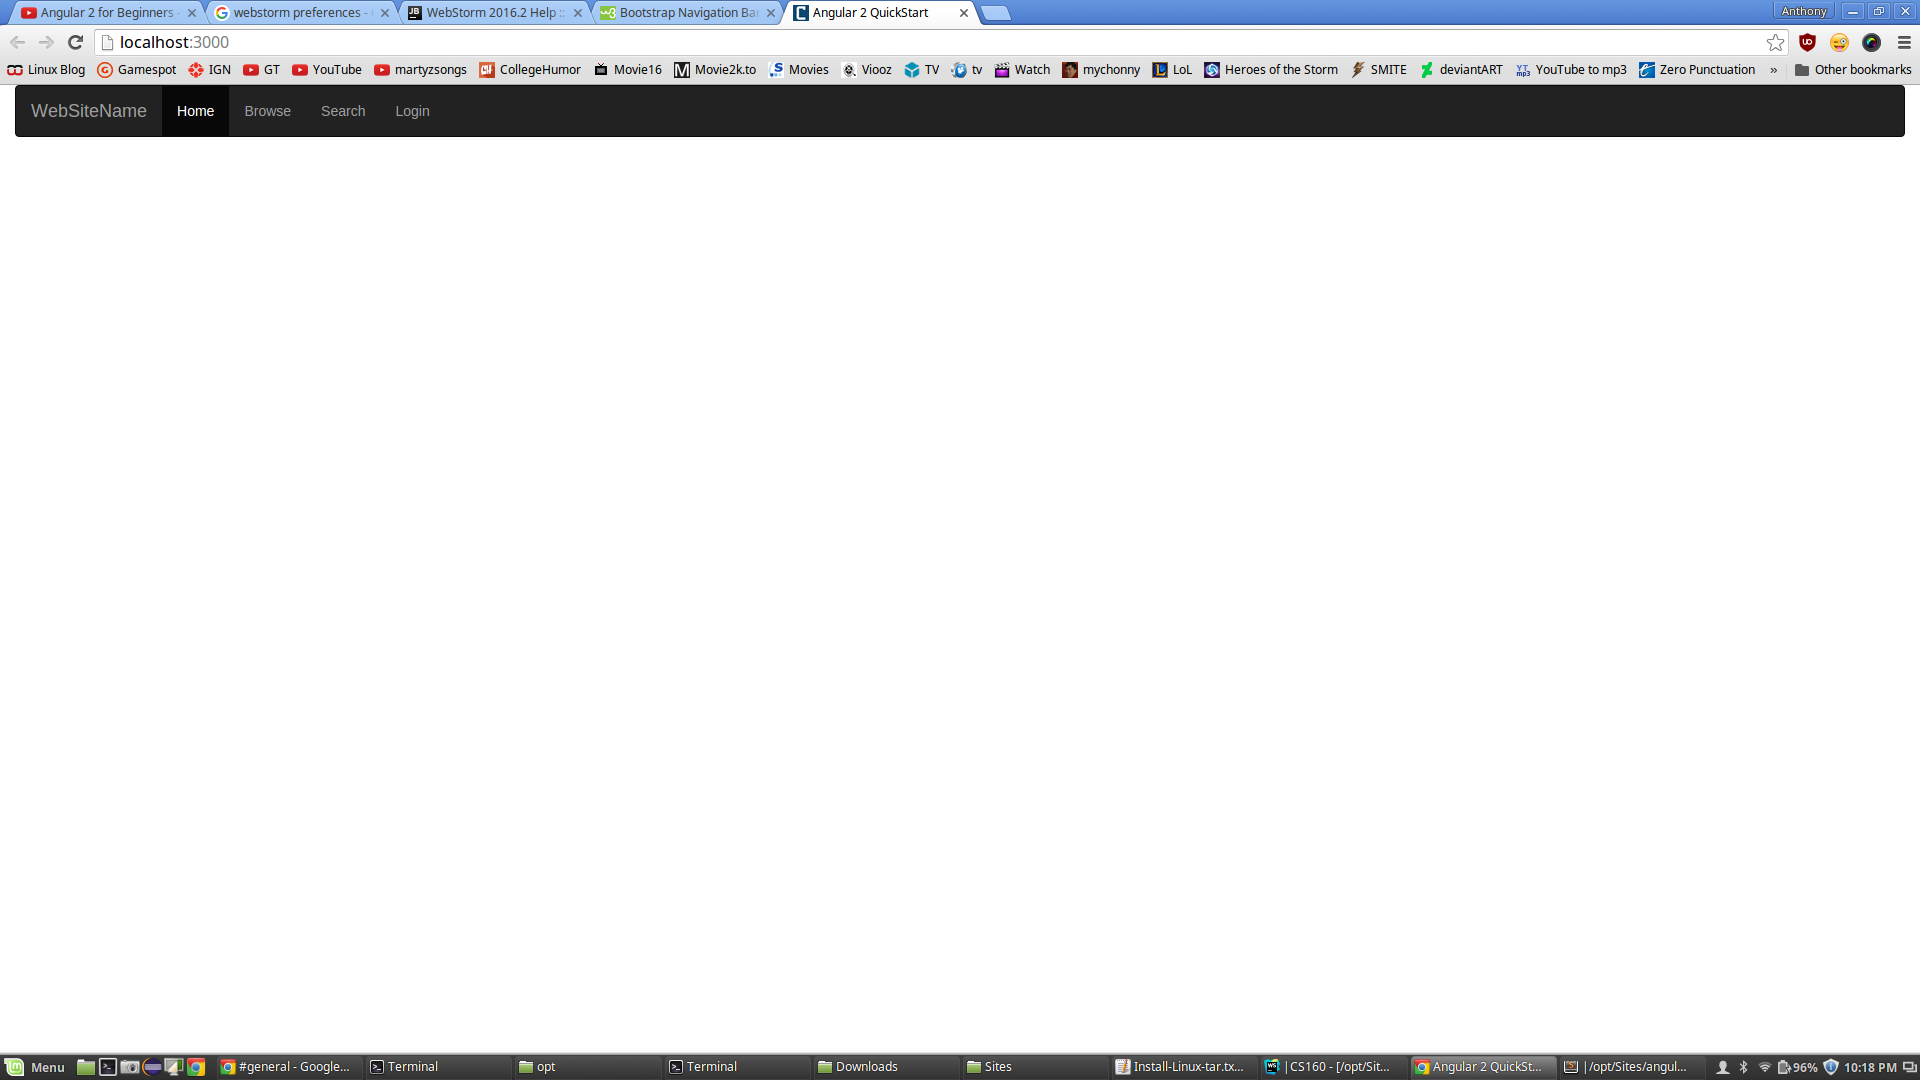 Angular 2 for Beginners - webstorm preferences - WebStorm 2016.2 Help :: Bootstrap Navigation Ba Angular 2 QuickStart Anthony
localhost:3000
Linux Blog Gamespot IGN GT YouTube martyzsongs CollegeHumor Movie16 Movie2k.to Movies Viooz TV tv Watch mychonny LoL Heroes of the Storm SMITE deviantART YouTube to mp3 Zero Punctuation » Other bookmarks
WebSiteName Home Browse Search Login
Menu #general - Google... Terminal opt Terminal Downloads Sites Install-Linux-tar.tx... |CS160 - [/opt/Sit... Angular 2 QuickSt... |/opt/Sites/angul... 96% 10:18 PM